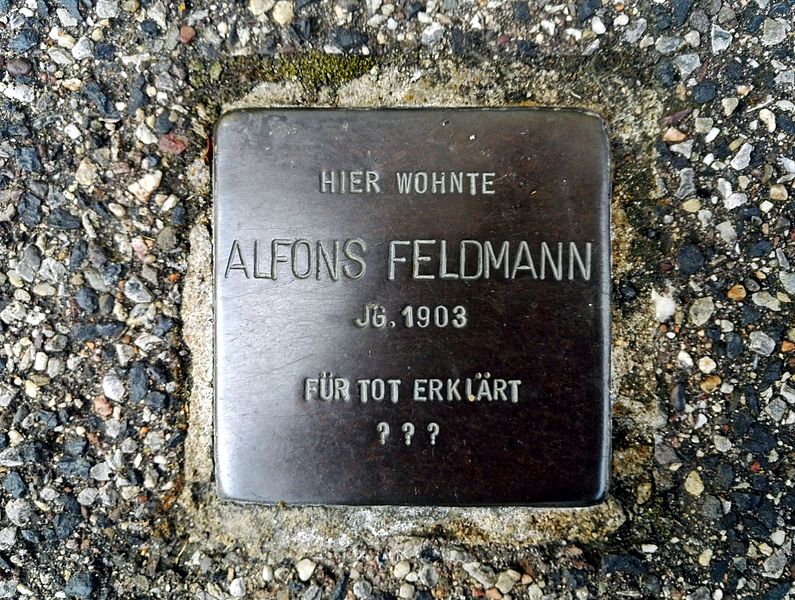 HIER WOHNTE
ALFONS FELDMANN
JG. 1903
FÜR TOT ERKLÄRT
? ? ?